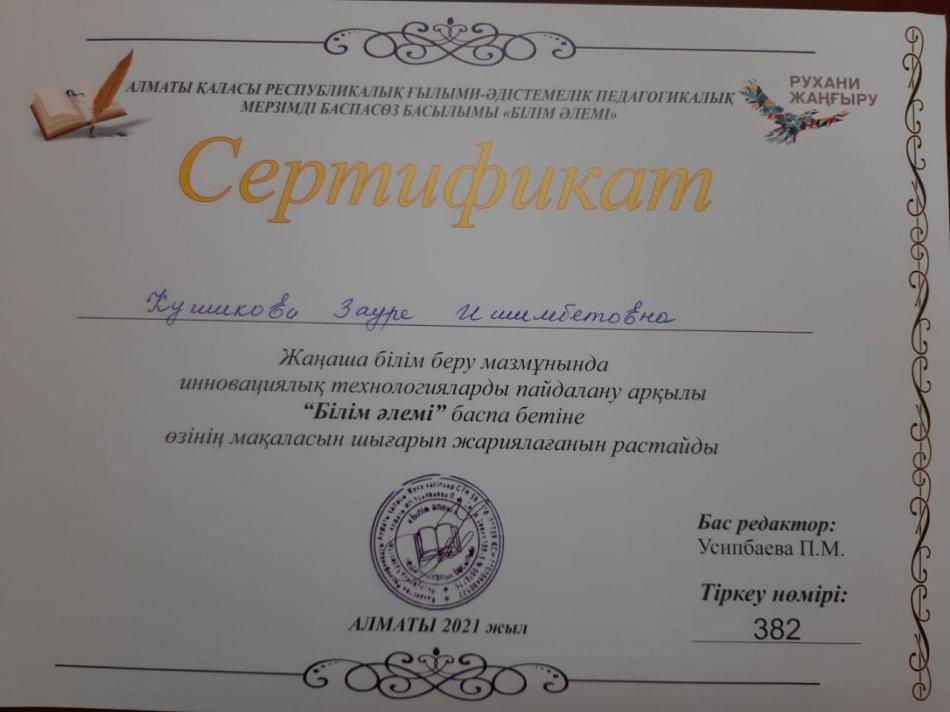 АЛМАТЫ ҚАЛАСЫ РЕСПУБЛИКАЛЫҚ ҒЫЛЫМИ-ӘДІСТЕМЕЛІК ПЕДАГОГИКАЛЫҚ
МЕРЗІМДІ БАСПАСӨЗ БАСЫЛЫМЫ «БІЛІМ ӘЛЕМІ»
РУХАНИ
ЖАҢҒЫРУ
Сертификат
Кушикова Зауре Ишимбетовна
Жаңаша білім беру мазмұнында
инновациялық технологияларды пайдалану арқылы
“Білім әлемі” баспа бетіне
өзінің мақаласын шығарып жариялағанын растайды
«Білім әлемі»
АЛМАТЫ 2021 жыл
Бас редактор:
Усипбаева П.М.
Тіркеу нөмірі:
382